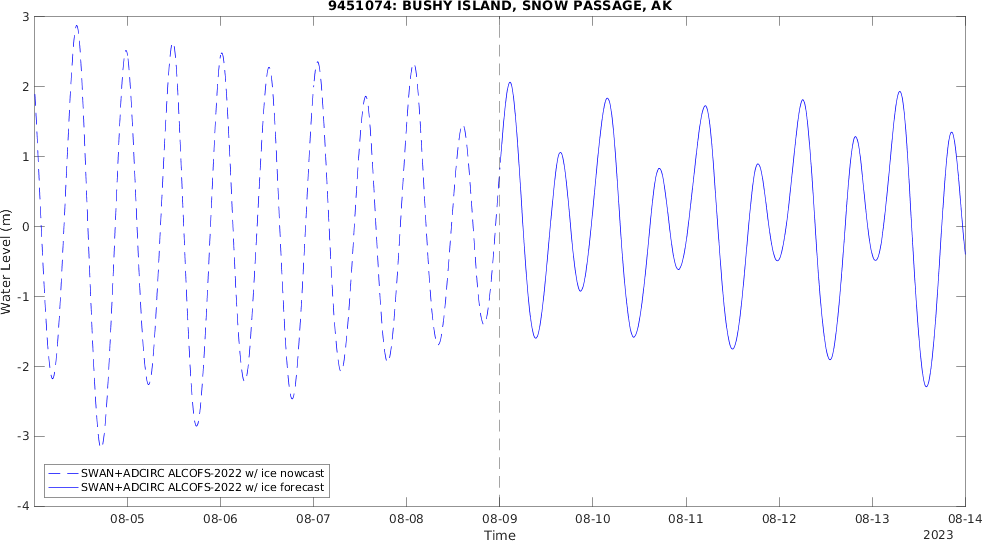 9451074: BUSHY ISLAND, SNOW PASSAGE, AK
3
2
1
0
-1
-2
-3
-4
Water Level (m)
SWAN+ADCIRC ALCOFS-2022 w/ ice nowcast
SWAN+ADCIRC ALCOFS-2022 w/ ice forecast
08-05 08-06 08-07 08-08 08-09 08-10 08-11 08-12 08-13 08-14
Time
2023